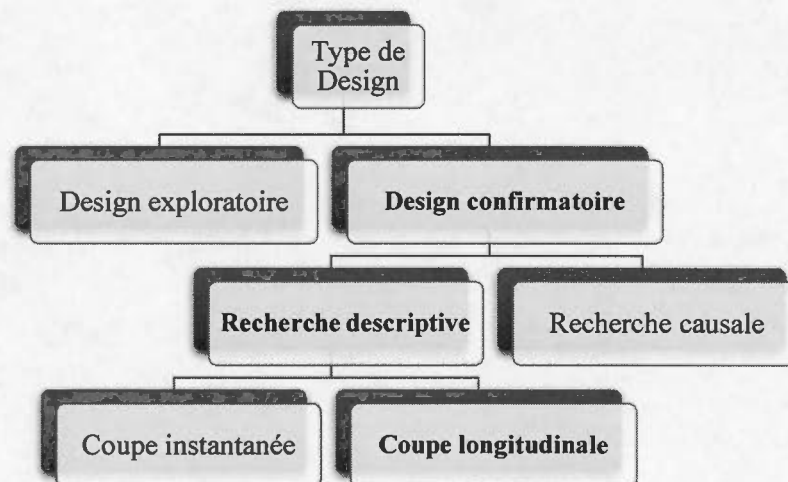 Type de
Design
Design exploratoire
Design confirmatoire
Recherche descriptive
Recherche causale
Coupe instantanée
Coupe longitudinale